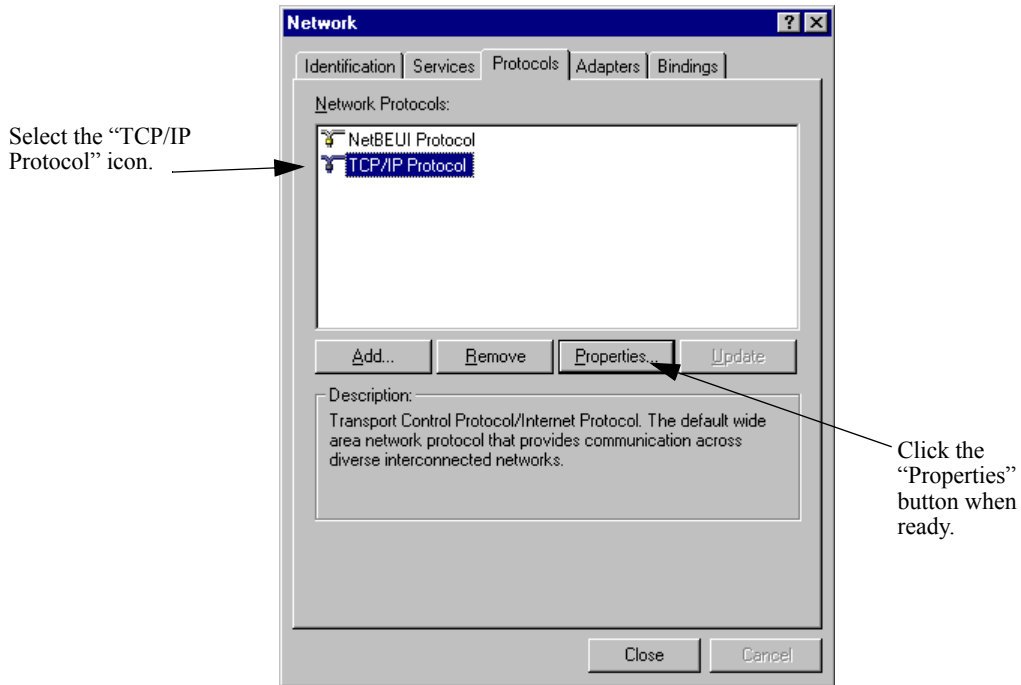 Network
Identification Services Protocols Adapters Bindings
Network Protocols:
NetBEUI Protocol
TCP/IP Protocol
Select the “TCP/IP
Protocol” icon.
Add... Remove Properties... Update
Description:
Transport Control Protocol/Internet Protocol. The default wide
area network protocol that provides communication across
diverse interconnected networks.
Click the
“Properties”
button when
ready.
Close Cancel